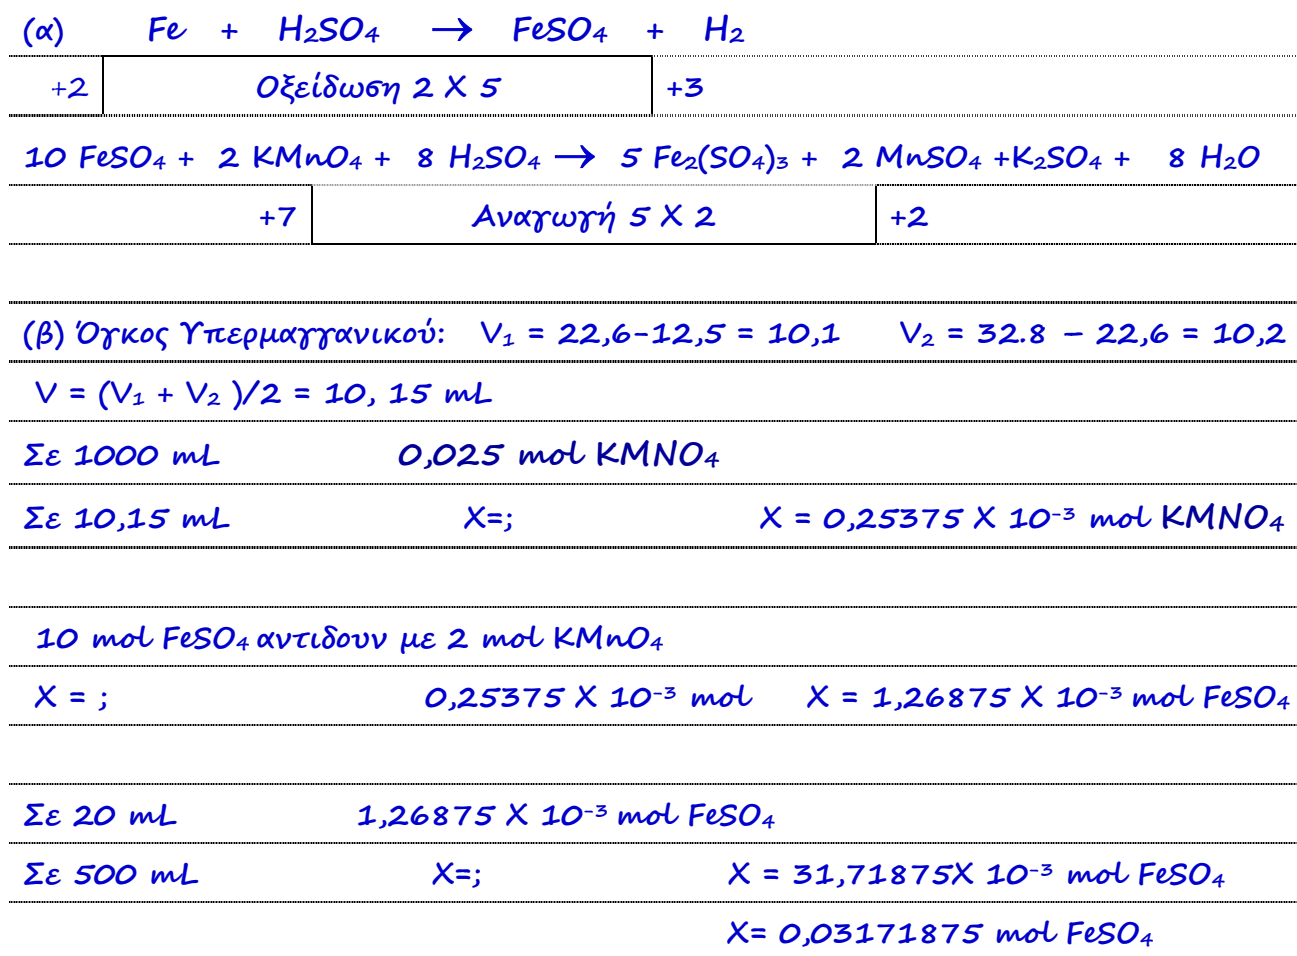 (α) Fe + H₂SO₄ → FeSO₄ + H₂
+2 Οξείδωση 2 X 5 +3
10 FeSO₄ + 2 KMnO₄ + 8 H₂SO₄ → 5 Fe₂(SO₄)₃ + 2 MnSO₄ +K₂SO₄ + 8 H₂O
+7 Αναγωγή 5 X 2 +2
(β) Όγκος Υπερμαγγανικού: V₁ = 22,6-12,5 = 10,1 V₂ = 32.8 – 22,6 = 10,2
V = (V₁ + V₂ )/2 = 10, 15 mL
Σε 1000 mL 0,025 mol KMNO₄
Σε 10,15 mL X=; X = 0,25375 X 10⁻³ mol KMNO₄
10 mol FeSO₄ αντιδουν με 2 mol KMnO₄
X = ; 0,25375 X 10⁻³ mol X = 1,26875 X 10⁻³ mol FeSO₄
Σε 20 mL 1,26875 X 10⁻³ mol FeSO₄
Σε 500 mL X=; X = 31,71875X 10⁻³ mol FeSO₄
X= 0,03171875 mol FeSO₄